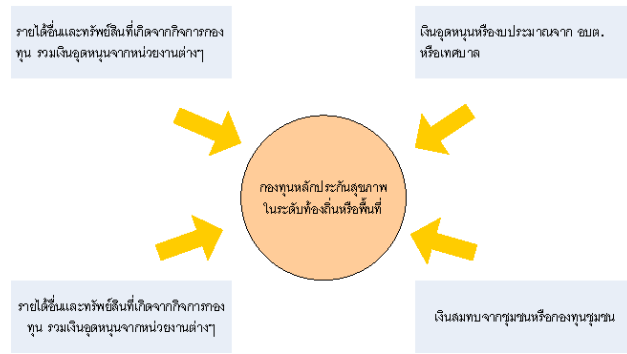 รายได้อื่นและทรัพย์สินที่เกิดจากกิจการกอง
ทุน รวมเงินอุดหนุนจากหน่วยงานต่างๆ
เงินอุดหนุนหรืองบประมาณจาก อบต.
หรือเทศบาล
กองทุนหลักประกันสุขภาพ
ในระดับท้องถิ่นหรือพื้นที่
รายได้อื่นและทรัพย์สินที่เกิดจากกิจการกอง
ทุน รวมเงินอุดหนุนจากหน่วยงานต่างๆ
เงินสมทบจากชุมชนหรือกองทุนชุมชน